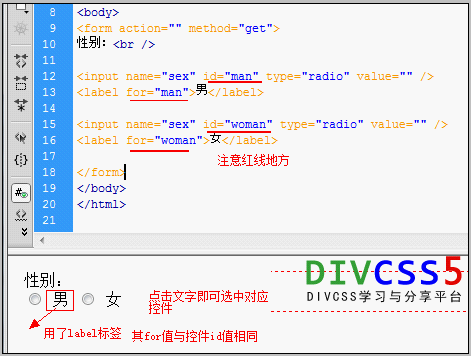 8 <body>
9 <form action="" method="get">
10 性别：<br />
11
12 <input name="sex" id="man" type="radio" value="" />
13 <label for="man">男</label>
14
15 <input name="sex" id="woman" type="radio" value="" />
16 <label for="woman">女</label>
17 注意红线地方
18 </form>
19 </body>
20 </html>
21
DIVCSS5
DIVCSS学习与分享平台
性别：
男 女 点击文字即可选中对应
控件
用了label标签 其for值与控件id值相同